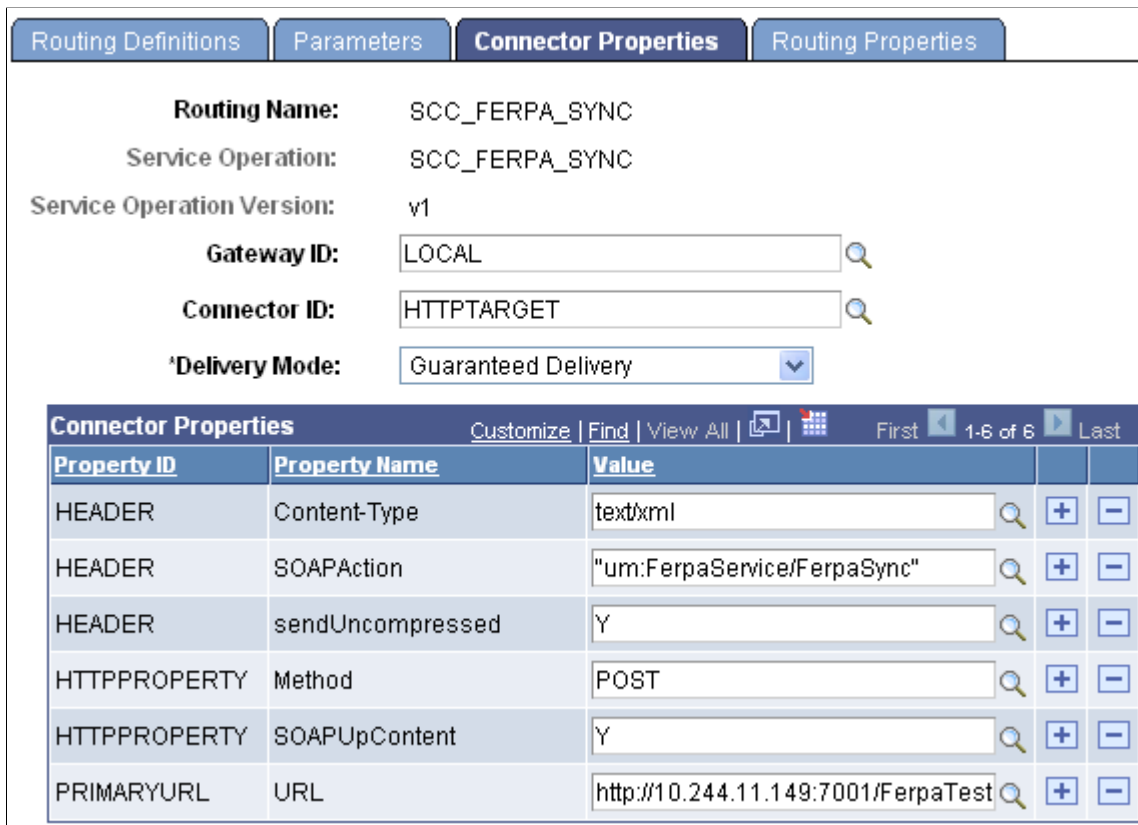 Routing Definitions Parameters Connector Properties Routing Properties
Routing Name: SCC_FERPA_SYNC
Service Operation: SCC_FERPA_SYNC
Service Operation Version: v1
Gateway ID: LOCAL
Connector ID: HTTPTARGET
*Delivery Mode: Guaranteed Delivery
Connector Properties Customize | Find | View All | | First 1-6 of 6 Last
Property ID Property Name Value
HEADER Content-Type text/xml
HEADER SOAPAction "urn:FerpaService/FerpaSync"
HEADER sendUncompressed Y
HTTPPROPERTY Method POST
HTTPPROPERTY SOAPUpContent Y
PRIMARYURL URL http://10.244.11.149:7001/FerpaTest